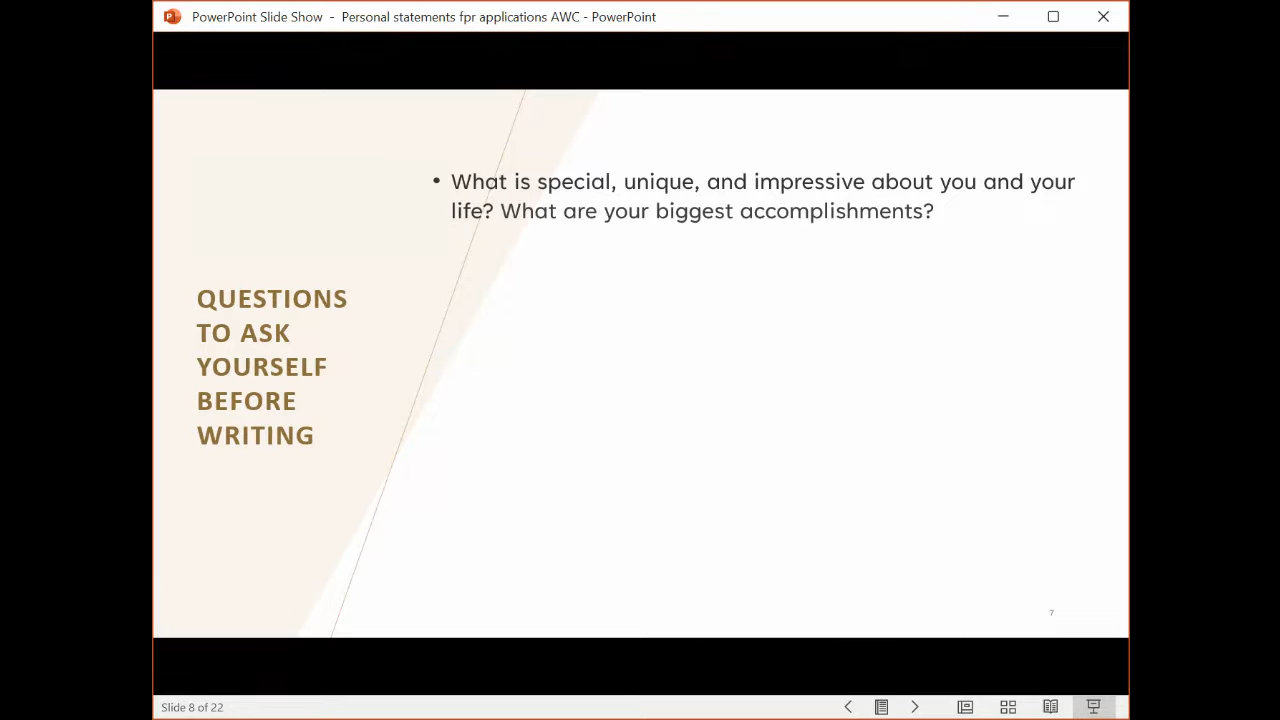 PowerPoint Slide Show - Personal statements fpr applications AWC - PowerPoint
• What is special, unique, and impressive about you and your
life? What are your biggest accomplishments?
QUESTIONS
TO ASK
YOURSELF
BEFORE
WRITING
7
Slide 8 of 22